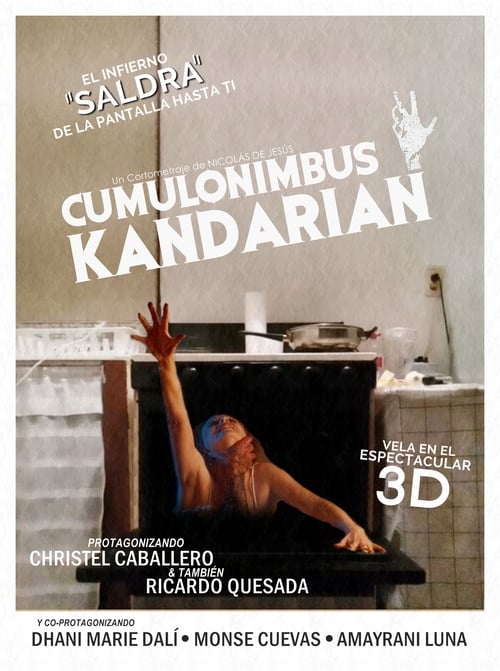 EL INFIERNO
"SALDRA"
DE LA PANTALLA HASTA TI
Un Cortometraje de NICOLÁS DE JESÚS
CUMULONIMBUS
KANDARIAN
VELA EN EL
ESPECTACULAR
3D
PROTAGONIZANDO
CHRISTEL CABALLERO
& TAMBIÉN
RICARDO QUESADA
Y CO-PROTAGONIZANDO
DHANI MARIE DALÍ • MONSE CUEVAS • AMAYRANI LUNA